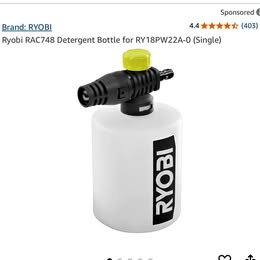 Sponsored
Brand: RYOBI
4.4 (403)
Ryobi RAC748 Detergent Bottle for RY18PW22A-0 (Single)
RYOBI